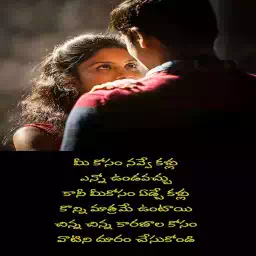 మీ కోసం నవ్వే కళ్లు
ఎన్నో ఉండవచ్చు
కానీ మీకోసం ఏడ్చే కళ్లు
కొన్ని మాత్రమే ఉంటాయి
చిన్న చిన్న కారణాల కోసం
వాటిని దూరం చేసుకోకండి